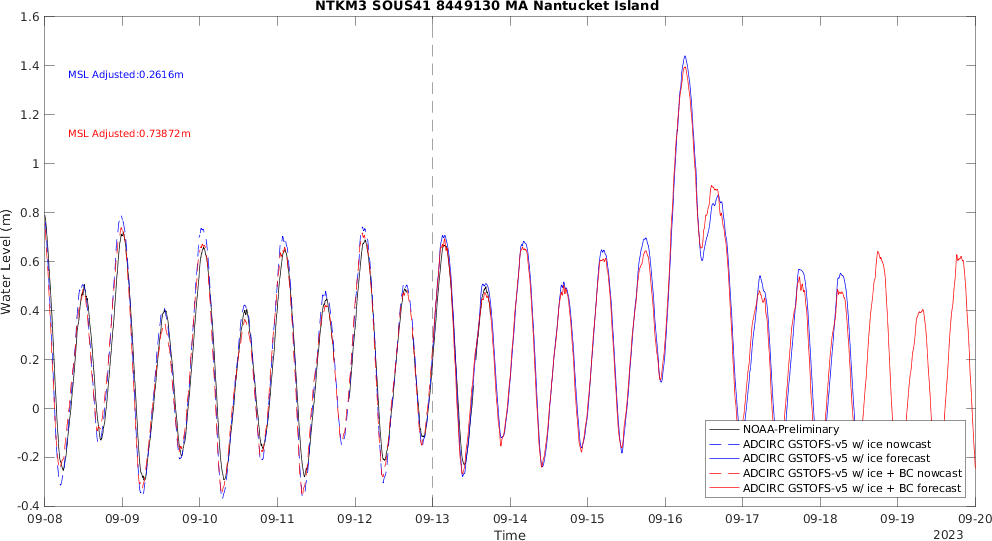 NTKM3 SOUS41 8449130 MA Nantucket Island
1.6
1.4
1.2
1
0.8
0.6
0.4
0.2
0
-0.2
-0.4
Water Level (m)
MSL Adjusted:0.2616m
MSL Adjusted:0.73872m
NOAA-Preliminary
ADCIRC GSTOFS-v5 w/ ice nowcast
ADCIRC GSTOFS-v5 w/ ice forecast
ADCIRC GSTOFS-v5 w/ ice + BC nowcast
ADCIRC GSTOFS-v5 w/ ice + BC forecast
09-08 09-09 09-10 09-11 09-12 09-13 09-14 09-15 09-16 09-17 09-18 09-19 09-20
Time
2023